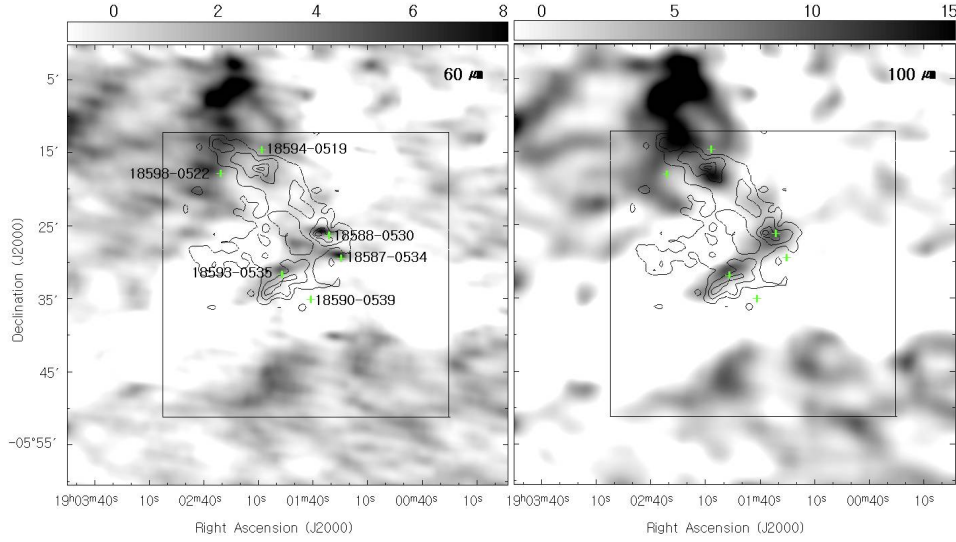 0 2 4 6 8
0 5 10 15
60 μm
100 μm
5′
15′
25′
35′
45′
-05°55′
18594-0519
18598-0522
18588-0530
18587-0534
18593-0535
18590-0539
Declination (J2000)
19ʰ03ᵐ40ˢ 10ˢ 02ᵐ40ˢ 10ˢ 01ᵐ40ˢ 10ˢ 00ᵐ40ˢ 10ˢ
19ʰ03ᵐ40ˢ 10ˢ 02ᵐ40ˢ 10ˢ 01ᵐ40ˢ 10ˢ 00ᵐ40ˢ 10ˢ
Right Ascension (J2000)
Right Ascension (J2000)